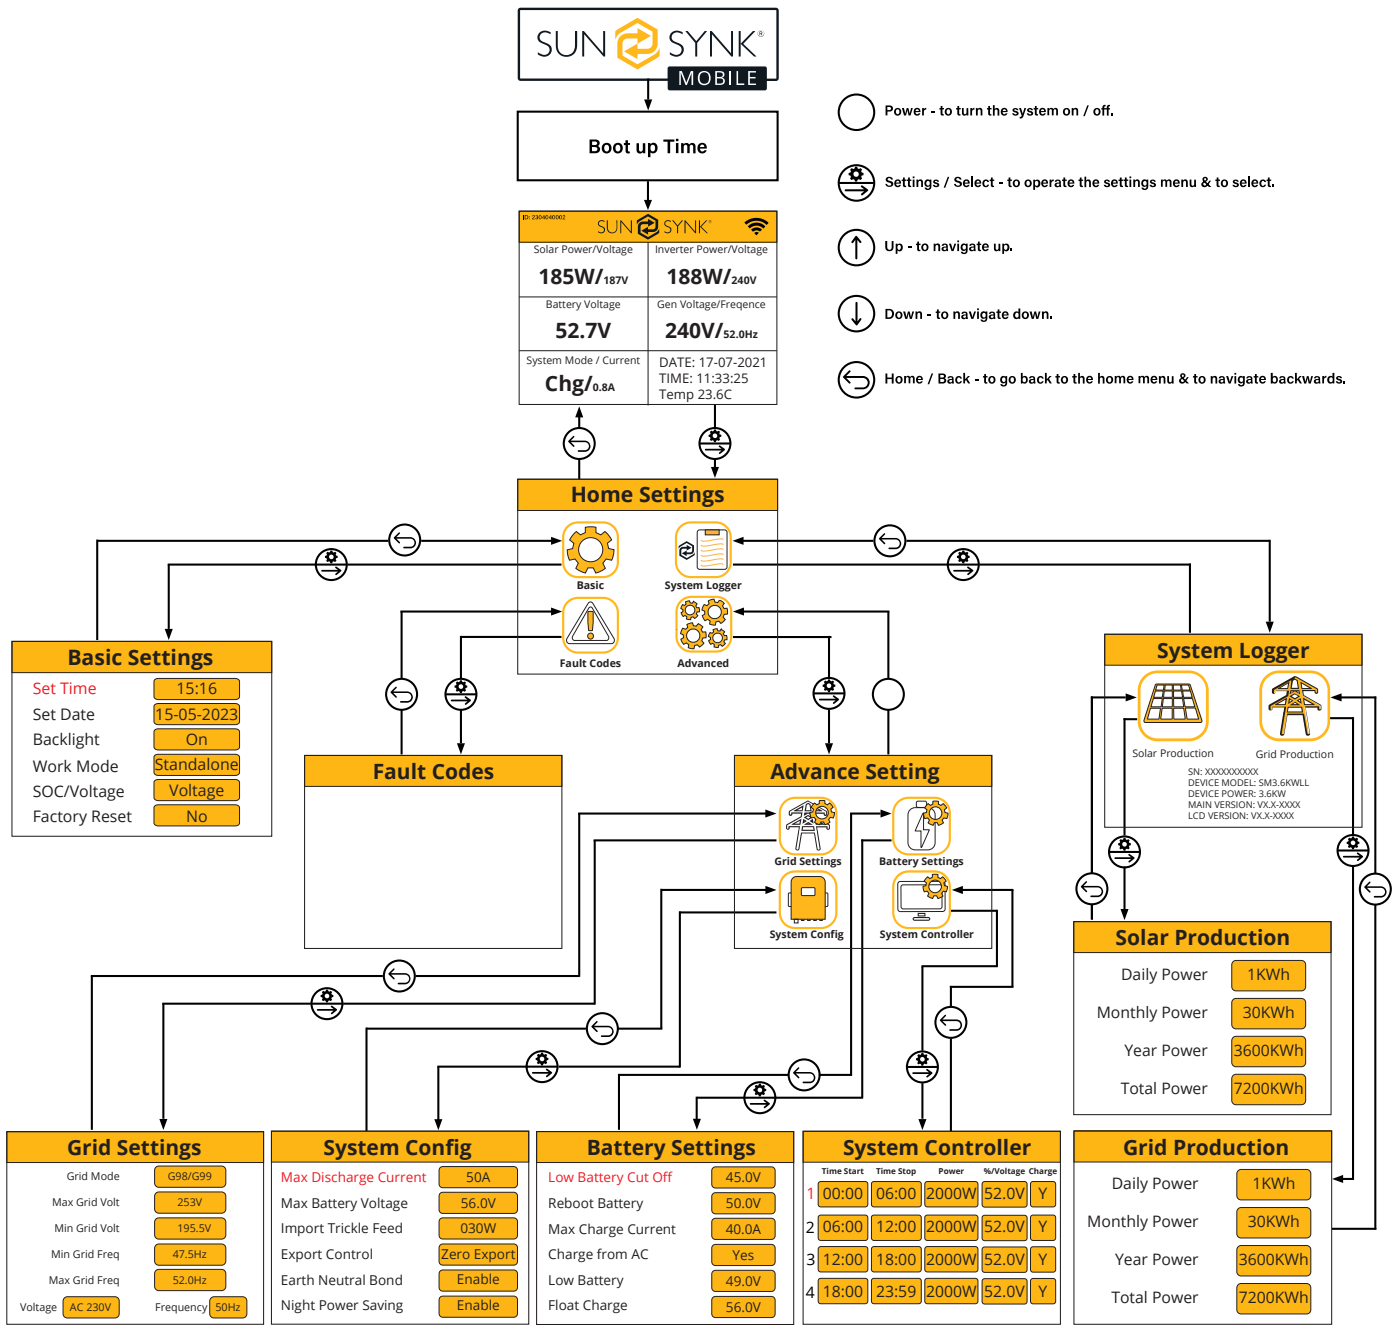 SUN SYNK®
MOBILE
Boot up Time
Power - to turn the system on / off.
Settings / Select - to operate the settings menu & to select.
Up - to navigate up.
Down - to navigate down.
Home / Back - to go back to the home menu & to navigate backwards.
ID: 2304040002
SUN SYNK®
Solar Power/Voltage
185W/187V
Inverter Power/Voltage
188W/240V
Battery Voltage
52.7V
Gen Voltage/Freqence
240V/52.0Hz
System Mode / Current
Chg/0.8A
DATE: 17-07-2021
TIME: 11:33:25
Temp 23.6C
Home Settings
Basic
System Logger
Fault Codes
Advanced
Basic Settings
Set Time 15:16
Set Date 15-05-2023
Backlight On
Work Mode Standalone
SOC/Voltage Voltage
Factory Reset No
Fault Codes
Advance Setting
Grid Settings
Battery Settings
System Config
System Controller
System Logger
Solar Production
Grid Production
SN: XXXXXXXXXX
DEVICE MODEL: SM3.6KWLL
DEVICE POWER: 3.6KW
MAIN VERSION: VX.X-XXXX
LCD VERSION: VX.X-XXXX
Solar Production
Daily Power 1KWh
Monthly Power 30KWh
Year Power 3600KWh
Total Power 7200KWh
Grid Settings
Grid Mode G98/G99
Max Grid Volt 253V
Min Grid Volt 195.5V
Min Grid Freq 47.5Hz
Max Grid Freq 52.0Hz
Voltage AC 230V Frequency 50Hz
System Config
Max Discharge Current 50A
Max Battery Voltage 56.0V
Import Trickle Feed 030W
Export Control Zero Export
Earth Neutral Bond Enable
Night Power Saving Enable
Battery Settings
Low Battery Cut Off 45.0V
Reboot Battery 50.0V
Max Charge Current 40.0A
Charge from AC Yes
Low Battery 49.0V
Float Charge 56.0V
System Controller
Time Start Time Stop Power %/Voltage Charge
1 00:00 06:00 2000W 52.0V Y
2 06:00 12:00 2000W 52.0V Y
3 12:00 18:00 2000W 52.0V Y
4 18:00 23:59 2000W 52.0V Y
Grid Production
Daily Power 1KWh
Monthly Power 30KWh
Year Power 3600KWh
Total Power 7200KWh